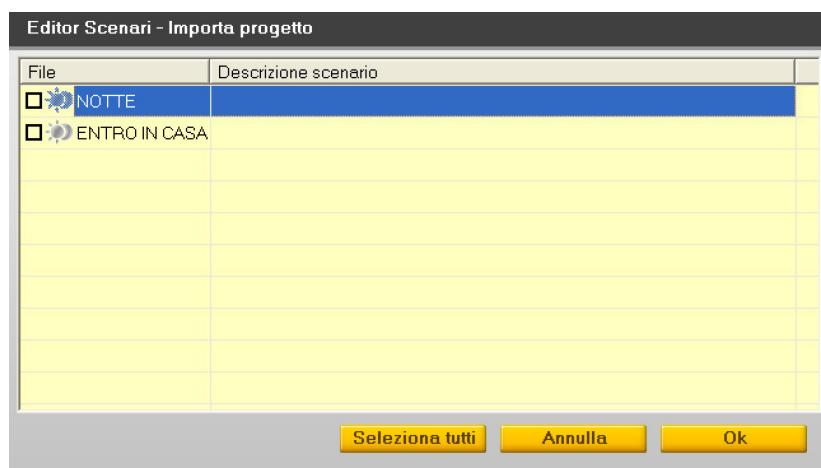 Editor Scenari - Importa progetto
File Descrizione scenario
NOTTE
ENTRO IN CASA
Seleziona tutti Annulla Ok